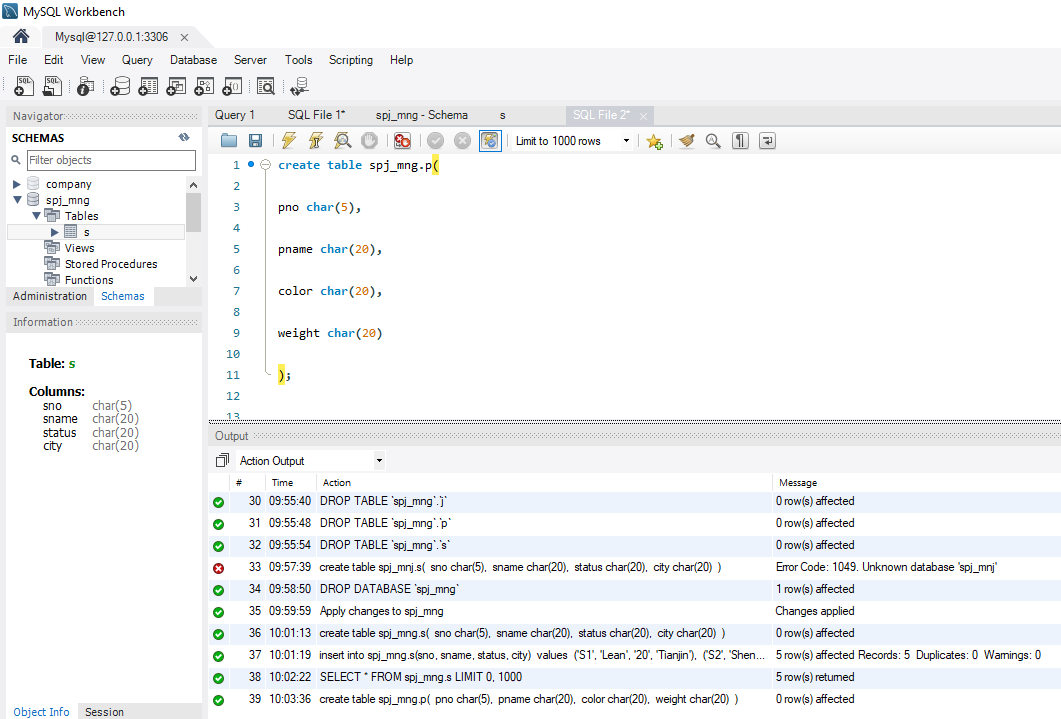 MySQL Workbench
Mysql@127.0.0.1:3306
File Edit View Query Database Server Tools Scripting Help
Navigator
SCHEMAS
Filter objects
company
spj_mng
Tables
s
Views
Stored Procedures
Functions
Administration Schemas
Information
Table: s
Columns:
sno char(5)
sname char(20)
status char(20)
city char(20)
Object Info Session
Query 1 SQL File 1* spj_mng - Schema s SQL File 2*
Limit to 1000 rows
1 create table spj_mng.p(
2
3 pno char(5),
4
5 pname char(20),
6
7 color char(20),
8
9 weight char(20)
10
11 );
12
13
Output
Action Output
# Time Action Message
30 09:55:40 DROP TABLE `spj_mng`.`j` 0 row(s) affected
31 09:55:48 DROP TABLE `spj_mng`.`p` 0 row(s) affected
32 09:55:54 DROP TABLE `spj_mng`.`s` 0 row(s) affected
33 09:57:39 create table spj_mnj.s( sno char(5), sname char(20), status char(20), city char(20) ) Error Code: 1049. Unknown database 'spj_mnj'
34 09:58:50 DROP DATABASE `spj_mng` 1 row(s) affected
35 09:59:59 Apply changes to spj_mng Changes applied
36 10:01:13 create table spj_mng.s( sno char(5), sname char(20), status char(20), city char(20) ) 0 row(s) affected
37 10:01:19 insert into spj_mng.s(sno, sname, status, city) values ('S1', 'Lean', '20', 'Tianjin'), ('S2', 'Shen... 5 row(s) affected Records: 5 Duplicates: 0 Warnings: 0
38 10:02:22 SELECT * FROM spj_mng.s LIMIT 0, 1000 5 row(s) returned
39 10:03:36 create table spj_mng.p( pno char(5), pname char(20), color char(20), weight char(20) ) 0 row(s) affected